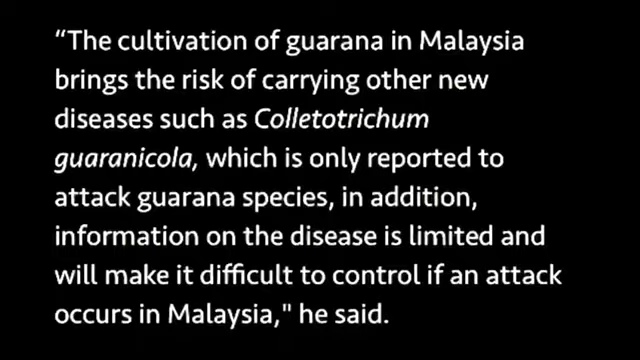 “The cultivation of guarana in Malaysia
brings the risk of carrying other new
diseases such as Colletotrichum
guaranicola, which is only reported to
attack guarana species, in addition,
information on the disease is limited and
will make it difficult to control if an attack
occurs in Malaysia," he said.